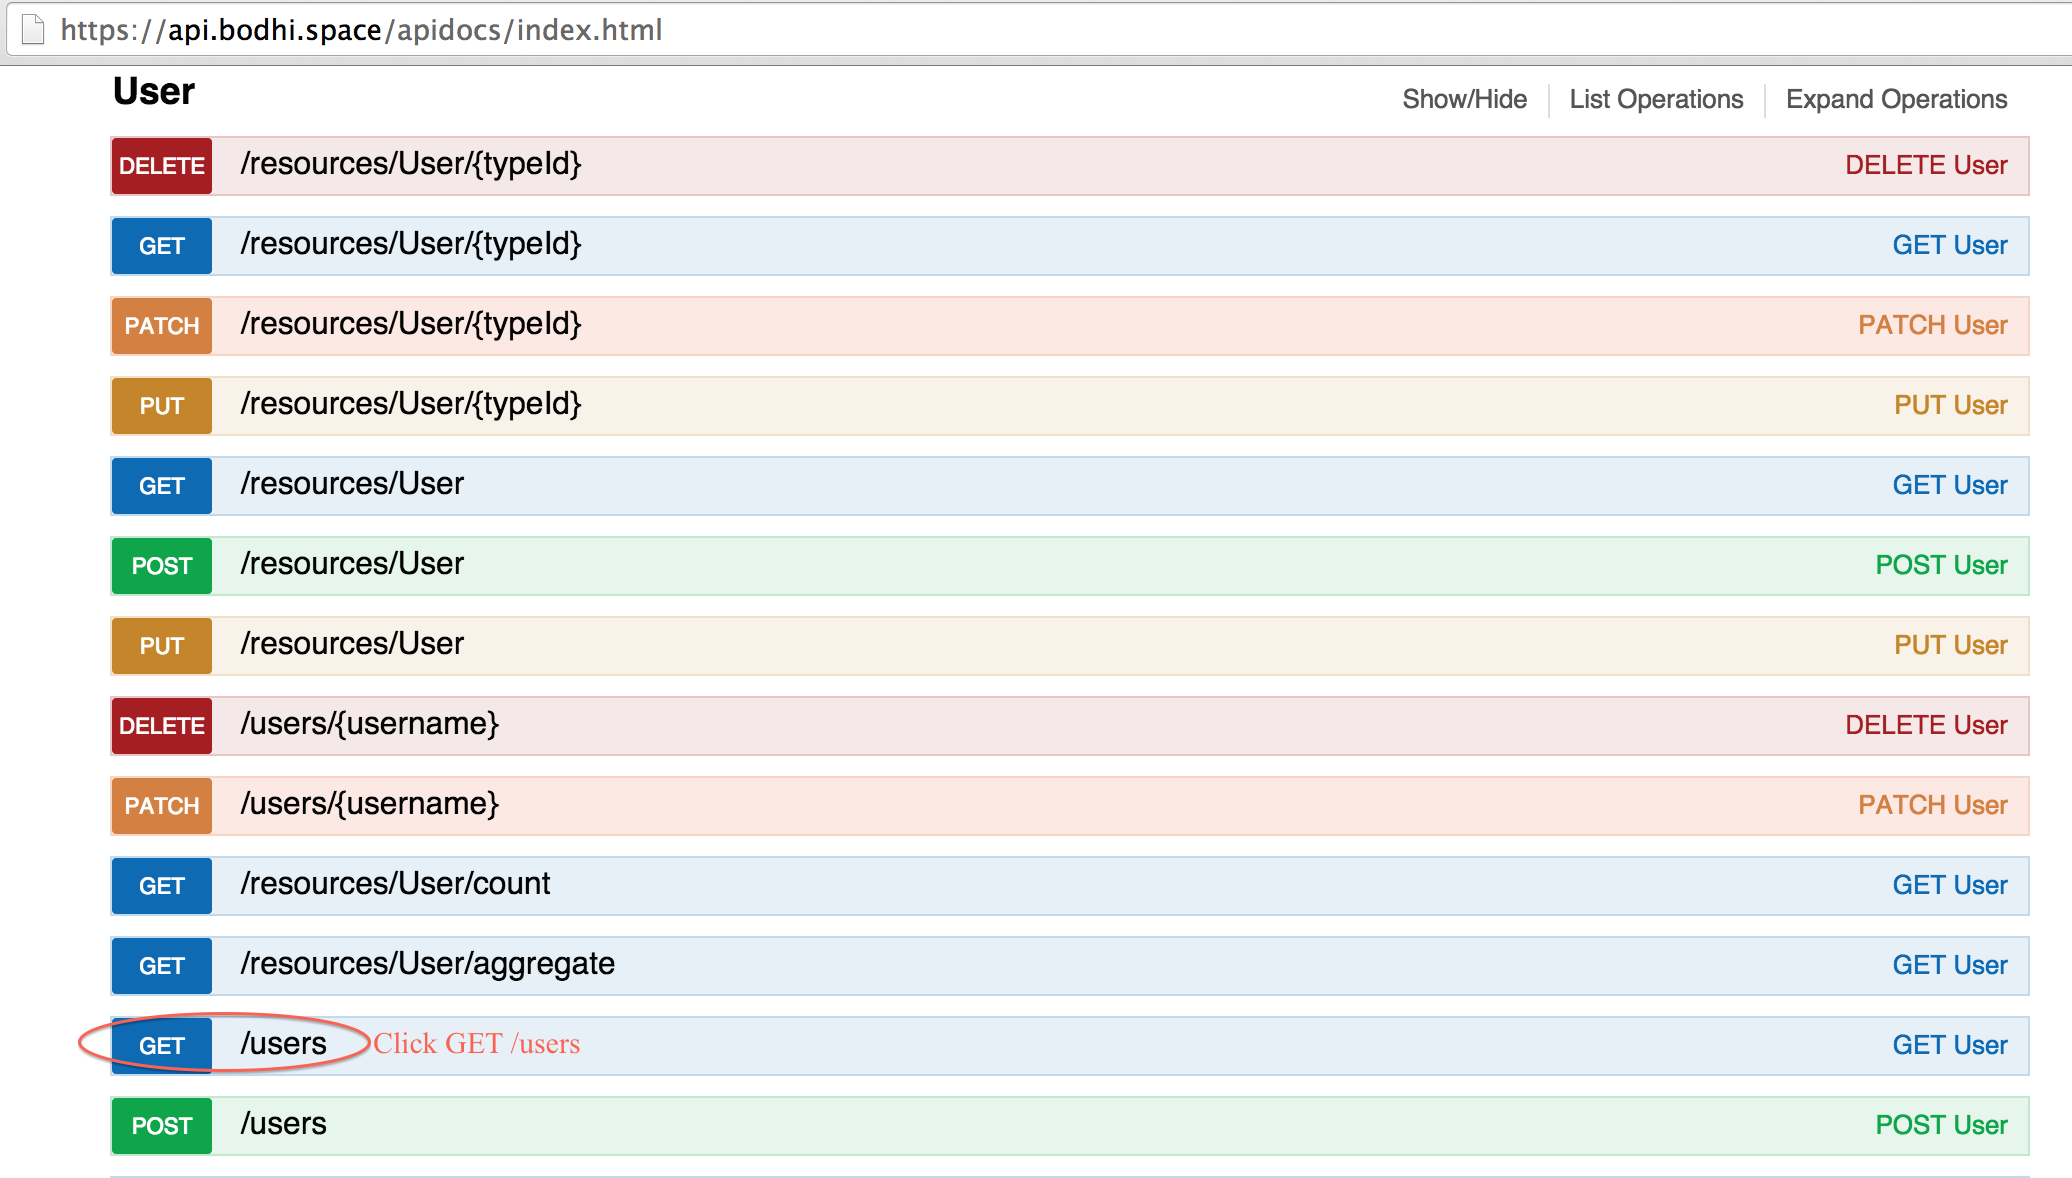 https://api.bodhi.space/apidocs/index.html
User Show/Hide List Operations Expand Operations
DELETE /resources/User/{typeId} DELETE User
GET /resources/User/{typeId} GET User
PATCH /resources/User/{typeId} PATCH User
PUT /resources/User/{typeId} PUT User
GET /resources/User GET User
POST /resources/User POST User
PUT /resources/User PUT User
DELETE /users/{username} DELETE User
PATCH /users/{username} PATCH User
GET /resources/User/count GET User
GET /resources/User/aggregate GET User
GET /users Click GET /users GET User
POST /users POST User